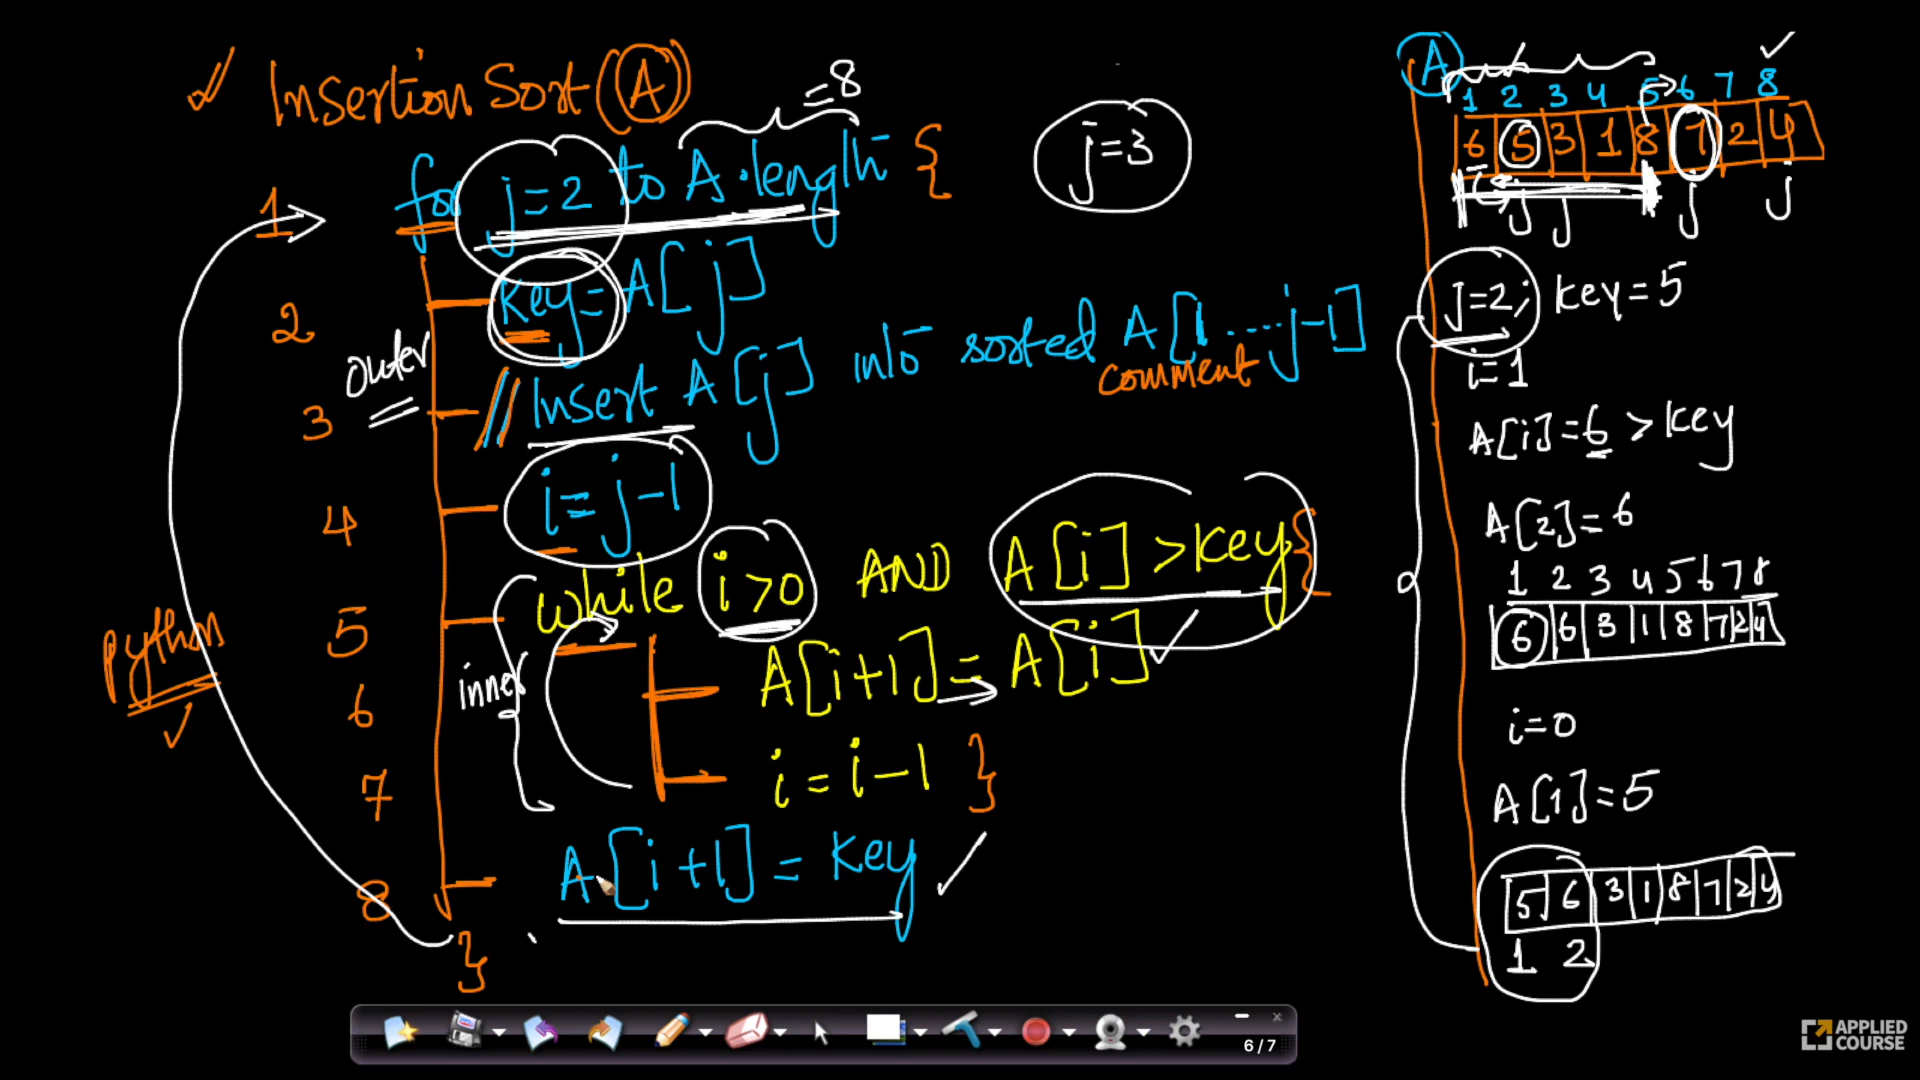 Insertion Sort (A)
= 8
1 for j=2 to A.length {
2 key = A[j]
outer
3 // Insert A[j] into sorted A[1.....j-1]
comment
4 i = j-1
5 while i>0 AND A[i] > key {
python
inner
6 A[i+1] = A[i]
7 i = i-1 }
8 A[i+1] = key
}
j=3
A
1 2 3 4 5 6 7 8
6 5 3 1 8 7 2 4
i j j j j
j=2; key=5
i=1
A[i] = 6 > key
A[2] = 6
1 2 3 4 5 6 7 8
6 6 3 1 8 7 2 4
i=0
A[1] = 5
5 6 3 1 8 7 2 4
1 2
6 / 7
APPLIED
COURSE